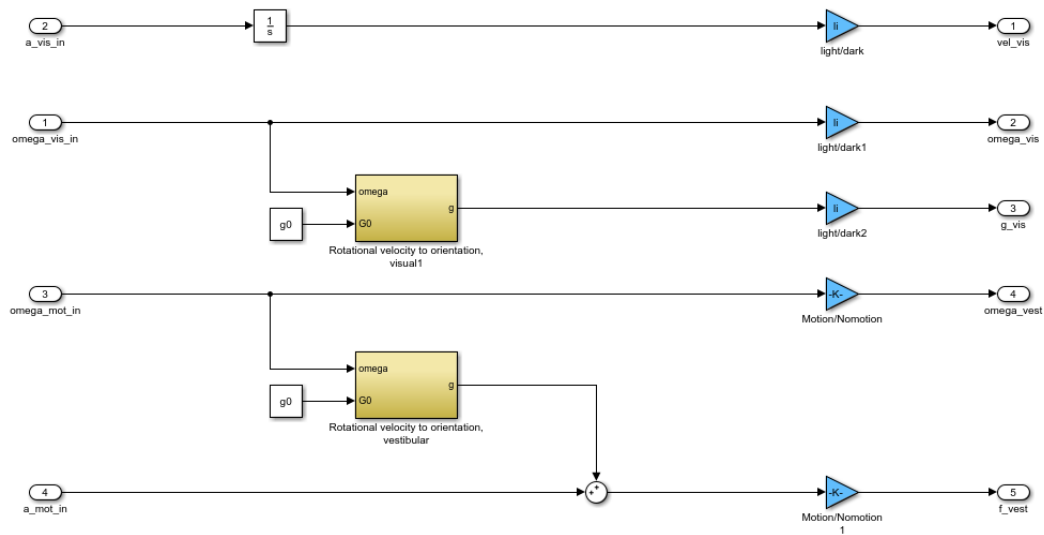 2
a_vis_in
1
s
li
light/dark
1
vel_vis
1
omega_vis_in
li
light/dark1
2
omega_vis
omega
g0
G0
g
Rotational velocity to orientation,
visual1
li
light/dark2
3
g_vis
3
omega_mot_in
-K-
Motion/Nomotion
4
omega_vest
omega
g0
G0
g
Rotational velocity to orientation,
vestibular
4
a_mot_in
+
+
-K-
Motion/Nomotion
1
5
f_vest